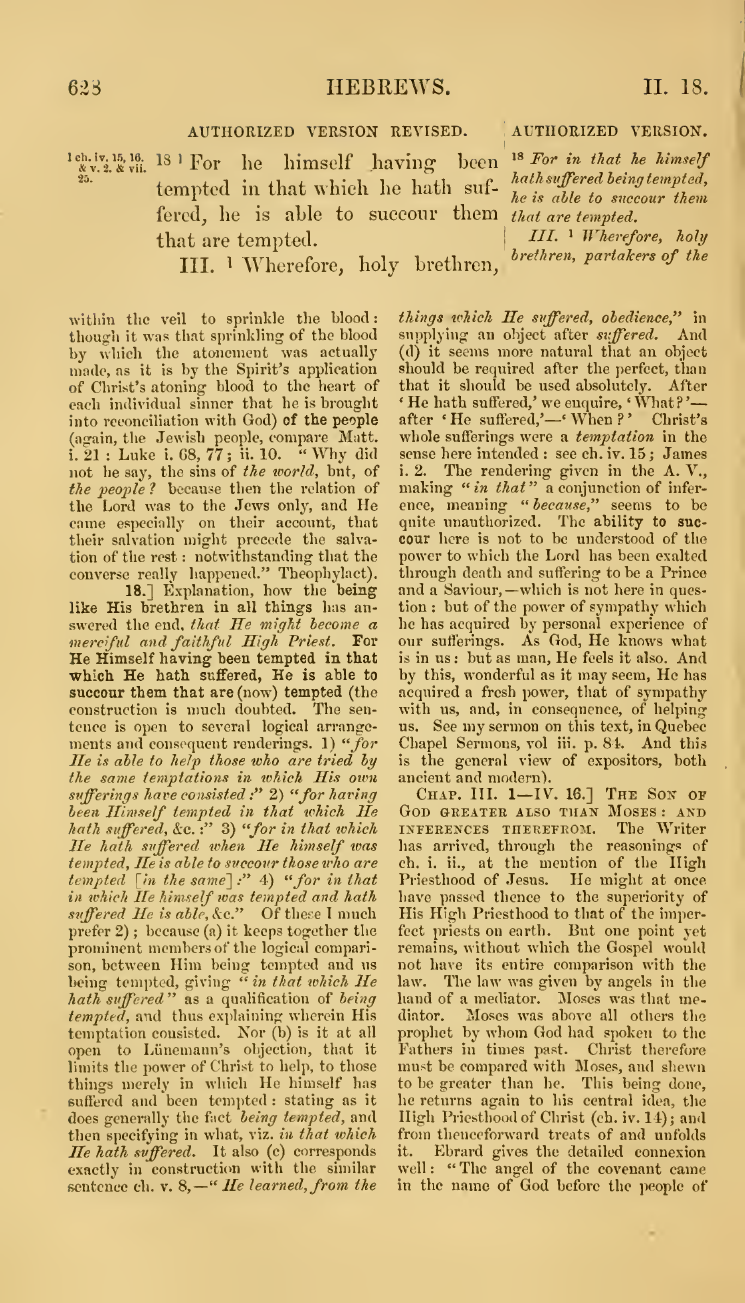 628 HEBREWS. II. 18.
AUTHORIZED VERSION REVISED.
1 ch. iv. 15, 16.
& v. 2. & vii.
25.
18 1 For he himself having been
tempted in that which he hath suf-
fered, he is able to succour them
that are tempted.
III. 1 Wherefore, holy brethren,
AUTHORIZED VERSION.
18 For in that he himself
hath suffered being tempted,
he is able to succour them
that are tempted.
III. 1 Wherefore, holy
brethren, partakers of the
within the veil to sprinkle the blood:
though it was that sprinkling of the blood
by which the atonement was actually
made, as it is by the Spirit's application
of Christ's atoning blood to the heart of
each individual sinner that he is brought
into reconciliation with God) of the people
(again, the Jewish people, compare Matt.
i. 21 : Luke i. 68, 77; ii. 10. “Why did
not he say, the sins of the world, but, of
the people? because then the relation of
the Lord was to the Jews only, and He
came especially on their account, that
their salvation might precede the salva-
tion of the rest: notwithstanding that the
converse really happened.” Theophylact).
18.] Explanation, how the being
like His brethren in all things has an-
swered the end, that He might become a
merciful and faithful High Priest. For
He Himself having been tempted in that
which He hath suffered, He is able to
succour them that are (now) tempted (the
construction is much doubted. The sen-
tence is open to several logical arrange-
ments and consequent renderings. 1) “for
He is able to help those who are tried by
the same temptations in which His own
sufferings have consisted:” 2) “for having
been Himself tempted in that which He
hath suffered, &c.:” 3) “for in that which
He hath suffered when He himself was
tempted, He is able to succour those who are
tempted [in the same]:” 4) “for in that
in which He himself was tempted and hath
suffered He is able, &c.” Of these I much
prefer 2); because (a) it keeps together the
prominent members of the logical compari-
son, between Him being tempted and us
being tempted, giving “in that which He
hath suffered” as a qualification of being
tempted, and thus explaining wherein His
temptation consisted. Nor (b) is it at all
open to Lünemann's objection, that it
limits the power of Christ to help, to those
things merely in which He himself has
suffered and been tempted: stating as it
does generally the fact being tempted, and
then specifying in what, viz. in that which
He hath suffered. It also (c) corresponds
exactly in construction with the similar
sentence ch. v. 8,—“He learned, from the
things which He suffered, obedience,” in
supplying an object after suffered. And
(d) it seems more natural that an object
should be required after the perfect, than
that it should be used absolutely. After
‘He hath suffered,’ we enquire, ‘What?’—
after ‘He suffered,’—‘When?’ Christ's
whole sufferings were a temptation in the
sense here intended: see ch. iv. 15; James
i. 2. The rendering given in the A. V.,
making “in that” a conjunction of infer-
ence, meaning “because,” seems to be
quite unauthorized. The ability to suc-
cour here is not to be understood of the
power to which the Lord has been exalted
through death and suffering to be a Prince
and a Saviour,—which is not here in ques-
tion: but of the power of sympathy which
he has acquired by personal experience of
our sufferings. As God, He knows what
is in us: but as man, He feels it also. And
by this, wonderful as it may seem, He has
acquired a fresh power, that of sympathy
with us, and, in consequence, of helping
us. See my sermon on this text, in Quebec
Chapel Sermons, vol iii. p. 84. And this
is the general view of expositors, both
ancient and modern).
CHAP. III. 1—IV. 16.] THE SON OF
GOD GREATER ALSO THAN MOSES: AND
INFERENCES THEREFROM. The Writer
has arrived, through the reasonings of
ch. i. ii., at the mention of the High
Priesthood of Jesus. He might at once
have passed thence to the superiority of
His High Priesthood to that of the imper-
fect priests on earth. But one point yet
remains, without which the Gospel would
not have its entire comparison with the
law. The law was given by angels in the
hand of a mediator. Moses was that me-
diator. Moses was above all others the
prophet by whom God had spoken to the
Fathers in times past. Christ therefore
must be compared with Moses, and shewn
to be greater than he. This being done,
he returns again to his central idea, the
High Priesthood of Christ (ch. iv. 14); and
from thenceforward treats of and unfolds
it. Ebrard gives the detailed connexion
well: “The angel of the covenant came
in the name of God before the people of